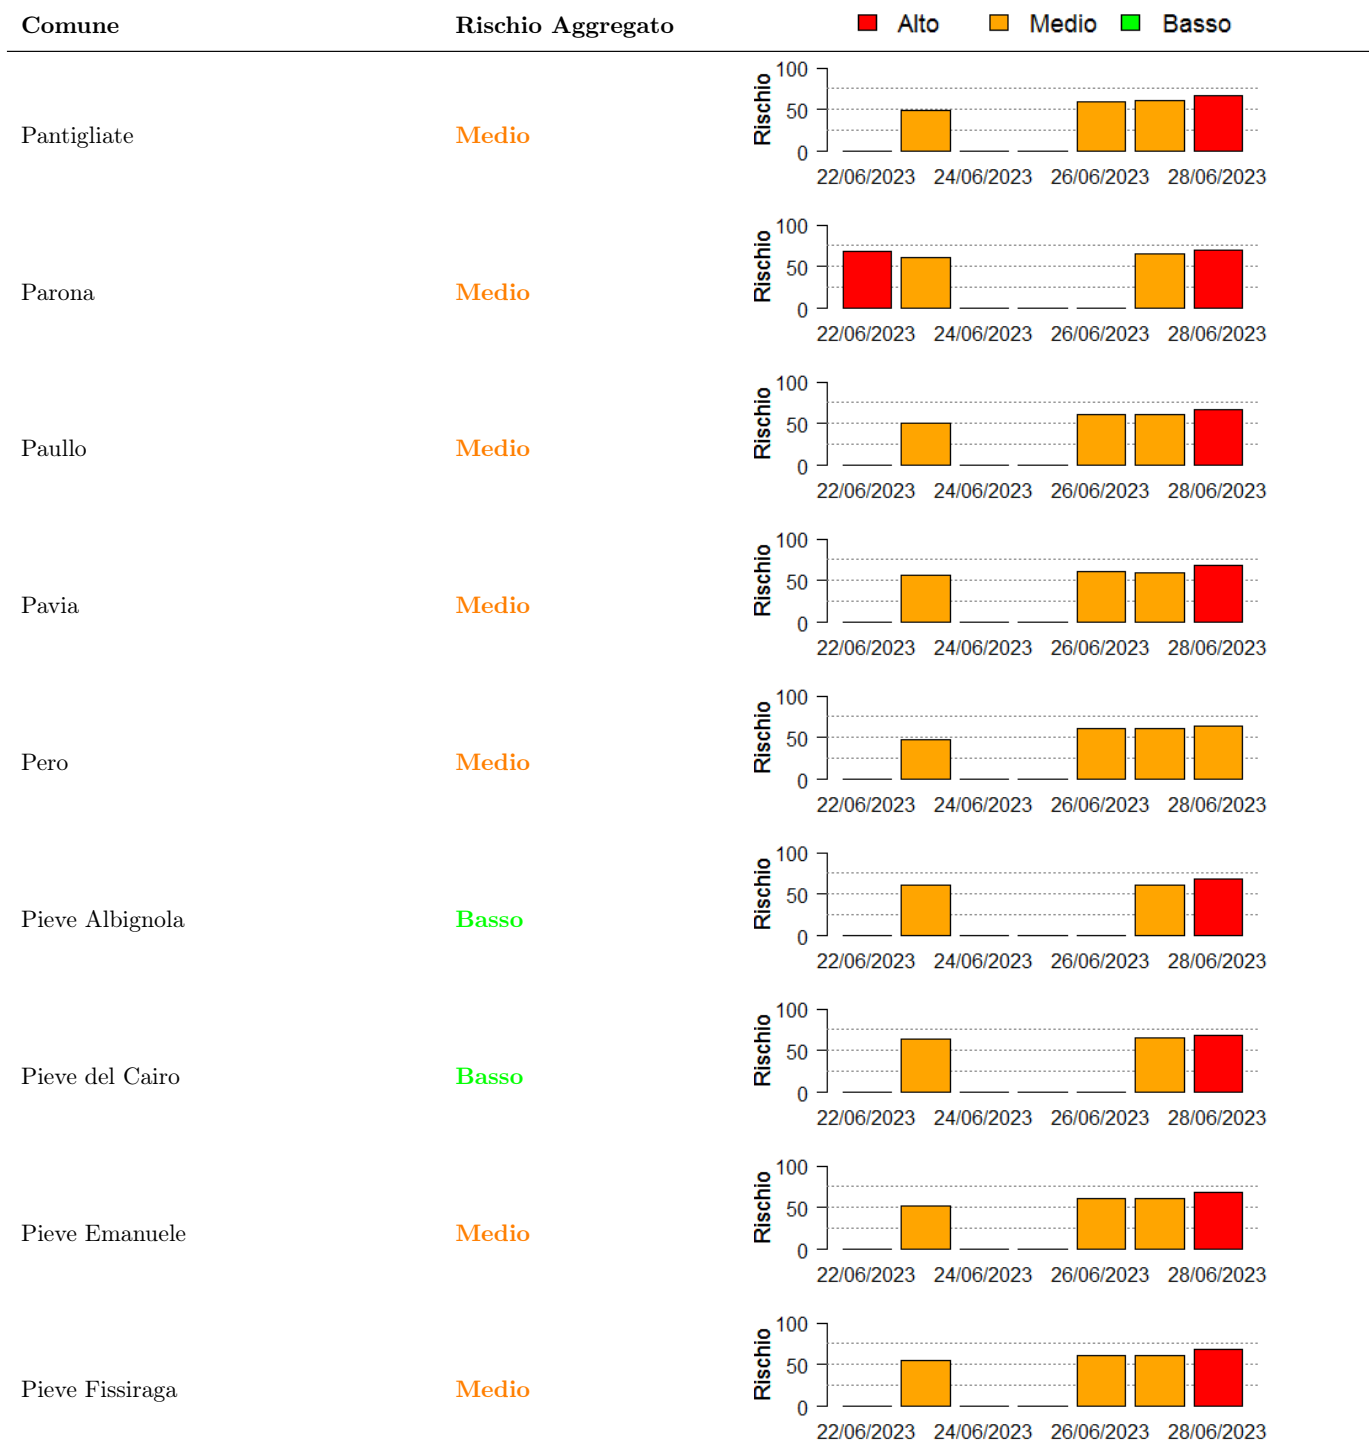 Comune Rischio Aggregato Alto Medio Basso
Pantigliate Medio
Rischio
100
50
0
22/06/2023 24/06/2023 26/06/2023 28/06/2023
Parona Medio
Rischio
100
50
0
22/06/2023 24/06/2023 26/06/2023 28/06/2023
Paullo Medio
Rischio
100
50
0
22/06/2023 24/06/2023 26/06/2023 28/06/2023
Pavia Medio
Rischio
100
50
0
22/06/2023 24/06/2023 26/06/2023 28/06/2023
Pero Medio
Rischio
100
50
0
22/06/2023 24/06/2023 26/06/2023 28/06/2023
Pieve Albignola Basso
Rischio
100
50
0
22/06/2023 24/06/2023 26/06/2023 28/06/2023
Pieve del Cairo Basso
Rischio
100
50
0
22/06/2023 24/06/2023 26/06/2023 28/06/2023
Pieve Emanuele Medio
Rischio
100
50
0
22/06/2023 24/06/2023 26/06/2023 28/06/2023
Pieve Fissiraga Medio
Rischio
100
50
0
22/06/2023 24/06/2023 26/06/2023 28/06/2023